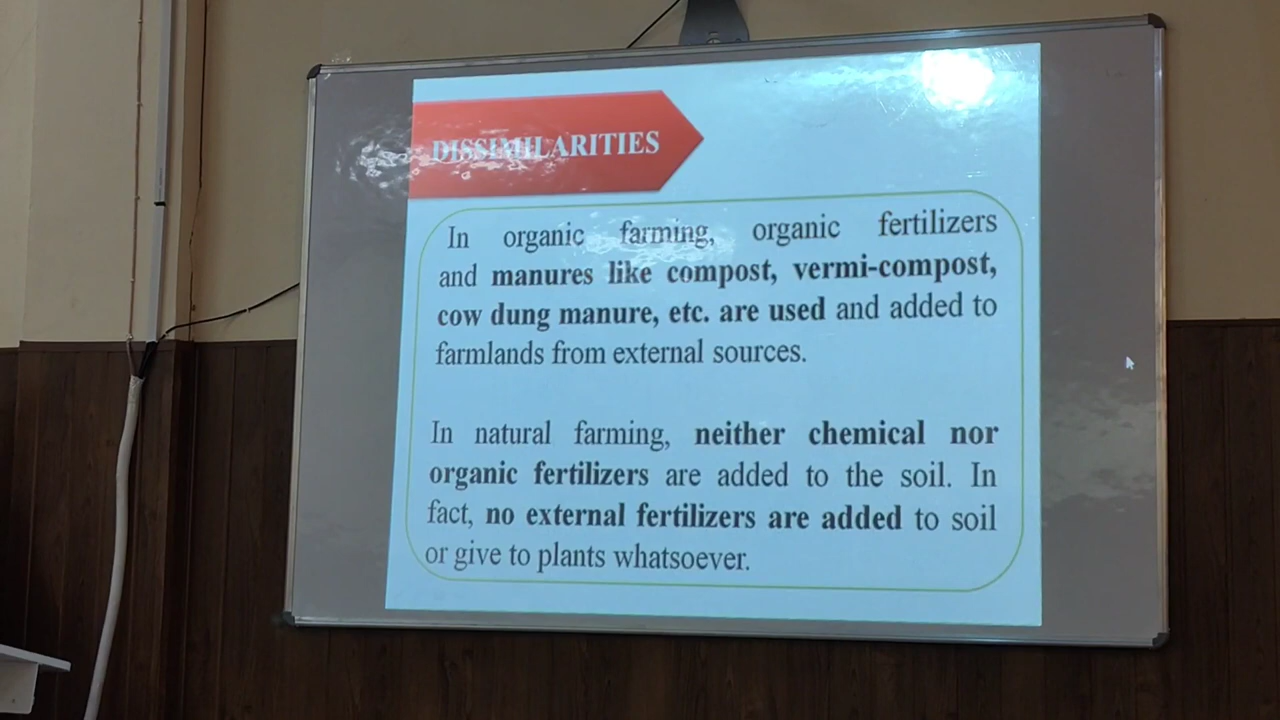 DISSIMILARITIES
In organic farming, organic fertilizers
and manures like compost, vermi-compost,
cow dung manure, etc. are used and added to
farmlands from external sources.
In natural farming, neither chemical nor
organic fertilizers are added to the soil. In
fact, no external fertilizers are added to soil
or give to plants whatsoever.